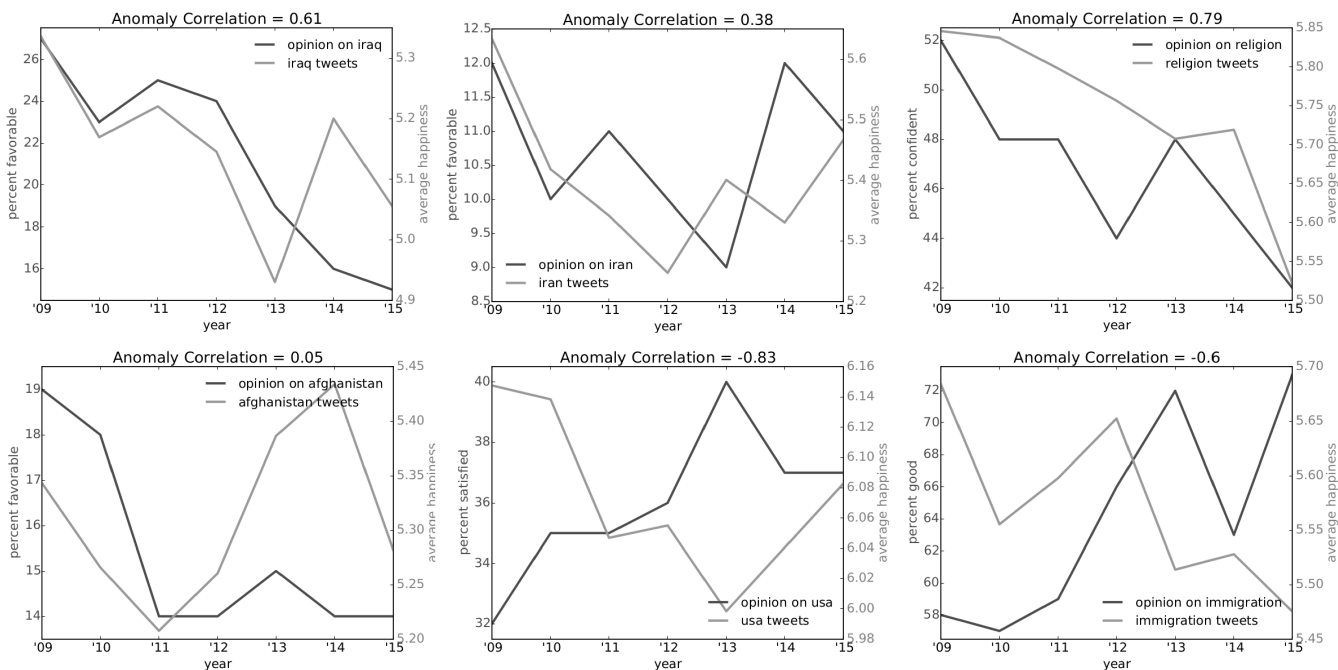 Anomaly Correlation = 0.61
opinion on iraq
iraq tweets
percent favorable
26
24
22
20
18
16
average happiness
5.3
5.2
5.1
5.0
4.9
'09 '10 '11 '12 '13 '14 '15
year
Anomaly Correlation = 0.38
opinion on iran
iran tweets
percent favorable
12.5
12.0
11.5
11.0
10.5
10.0
9.5
9.0
8.5
average happiness
5.6
5.5
5.4
5.3
5.2
'09 '10 '11 '12 '13 '14 '15
year
Anomaly Correlation = 0.79
opinion on religion
religion tweets
percent confident
52
50
48
46
44
42
average happiness
5.85
5.80
5.75
5.70
5.65
5.60
5.55
5.50
'09 '10 '11 '12 '13 '14 '15
year
Anomaly Correlation = 0.05
opinion on afghanistan
afghanistan tweets
percent favorable
19
18
17
16
15
14
average happiness
5.45
5.40
5.35
5.30
5.25
5.20
'09 '10 '11 '12 '13 '14 '15
year
Anomaly Correlation = -0.83
opinion on usa
usa tweets
percent satisfied
40
38
36
34
32
average happiness
6.16
6.14
6.12
6.10
6.08
6.06
6.04
6.02
6.00
5.98
'09 '10 '11 '12 '13 '14 '15
year
Anomaly Correlation = -0.6
opinion on immigration
immigration tweets
percent good
72
70
68
66
64
62
60
58
average happiness
5.70
5.65
5.60
5.55
5.50
5.45
'09 '10 '11 '12 '13 '14 '15
year